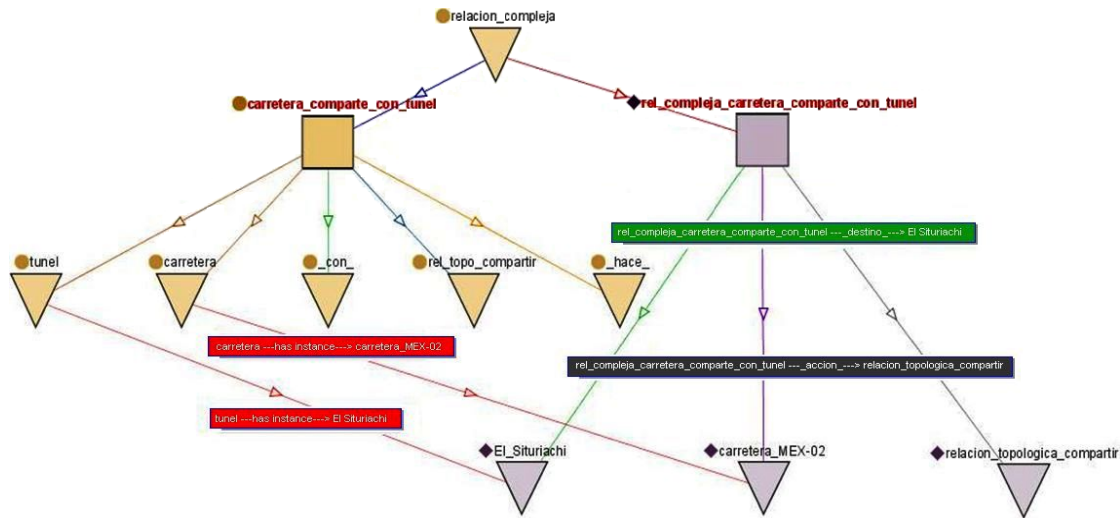 relacion_compleja
carretera_comparte_con_tunel
rel_compleja_carretera_comparte_con_tunel
rel_compleja_carretera_comparte_con_tunel ---_destino_---> El Situriachi
tunel
carretera
_con_
rel_topo_compartir
_hace_
carretera ---has instance---> carretera_MEX-02
rel_compleja_carretera_comparte_con_tunel ---_accion_---> relacion_topologica_compartir
tunel ---has instance---> El Situriachi
El_Situriachi
carretera_MEX-02
relacion_topologica_compartir